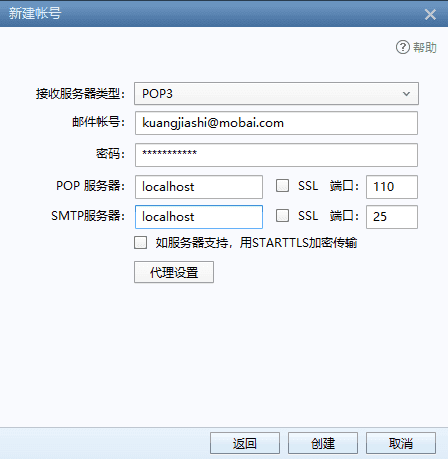 新建帐号
帮助
接收服务器类型： POP3
邮件帐号： kuangjiashi@mobai.com
密码： ***********
POP 服务器： localhost SSL 端口： 110
SMTP服务器： localhost SSL 端口： 25
如服务器支持，用STARTTLS加密传输
代理设置
返回 创建 取消